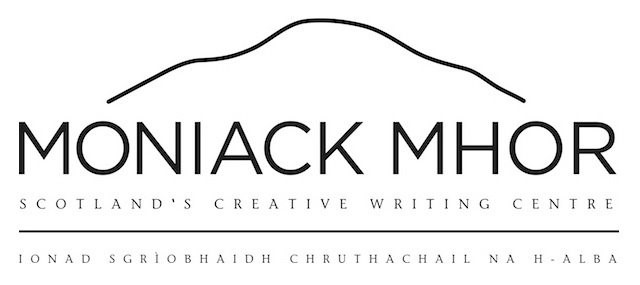 MONIACK MHOR
SCOTLAND'S CREATIVE WRITING CENTRE
IONAD SGRÌOBHAIDH CHRUTHACHAIL NA H-ALBA